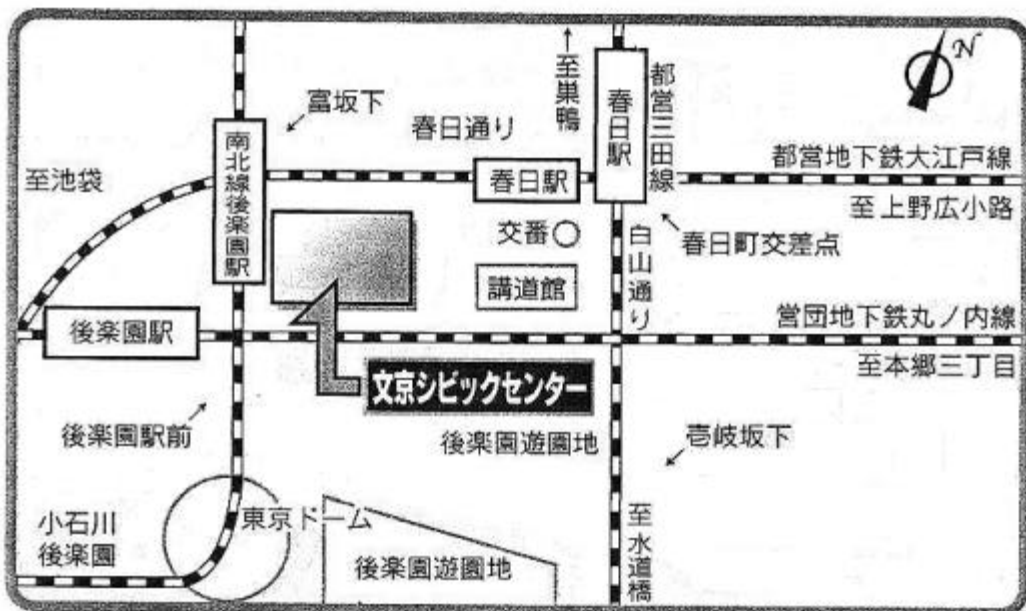 N
至巣鴨
春日駅
都営三田線
富坂下
春日通り
南北線後楽園駅
至池袋
春日駅
都営地下鉄大江戸線
至上野広小路
交番
白山通り
春日町交差点
講道館
後楽園駅
営団地下鉄丸ノ内線
至本郷三丁目
文京シビックセンター
後楽園駅前
後楽園遊園地
壱岐坂下
東京ドーム
小石川
後楽園
後楽園遊園地
至水道橋